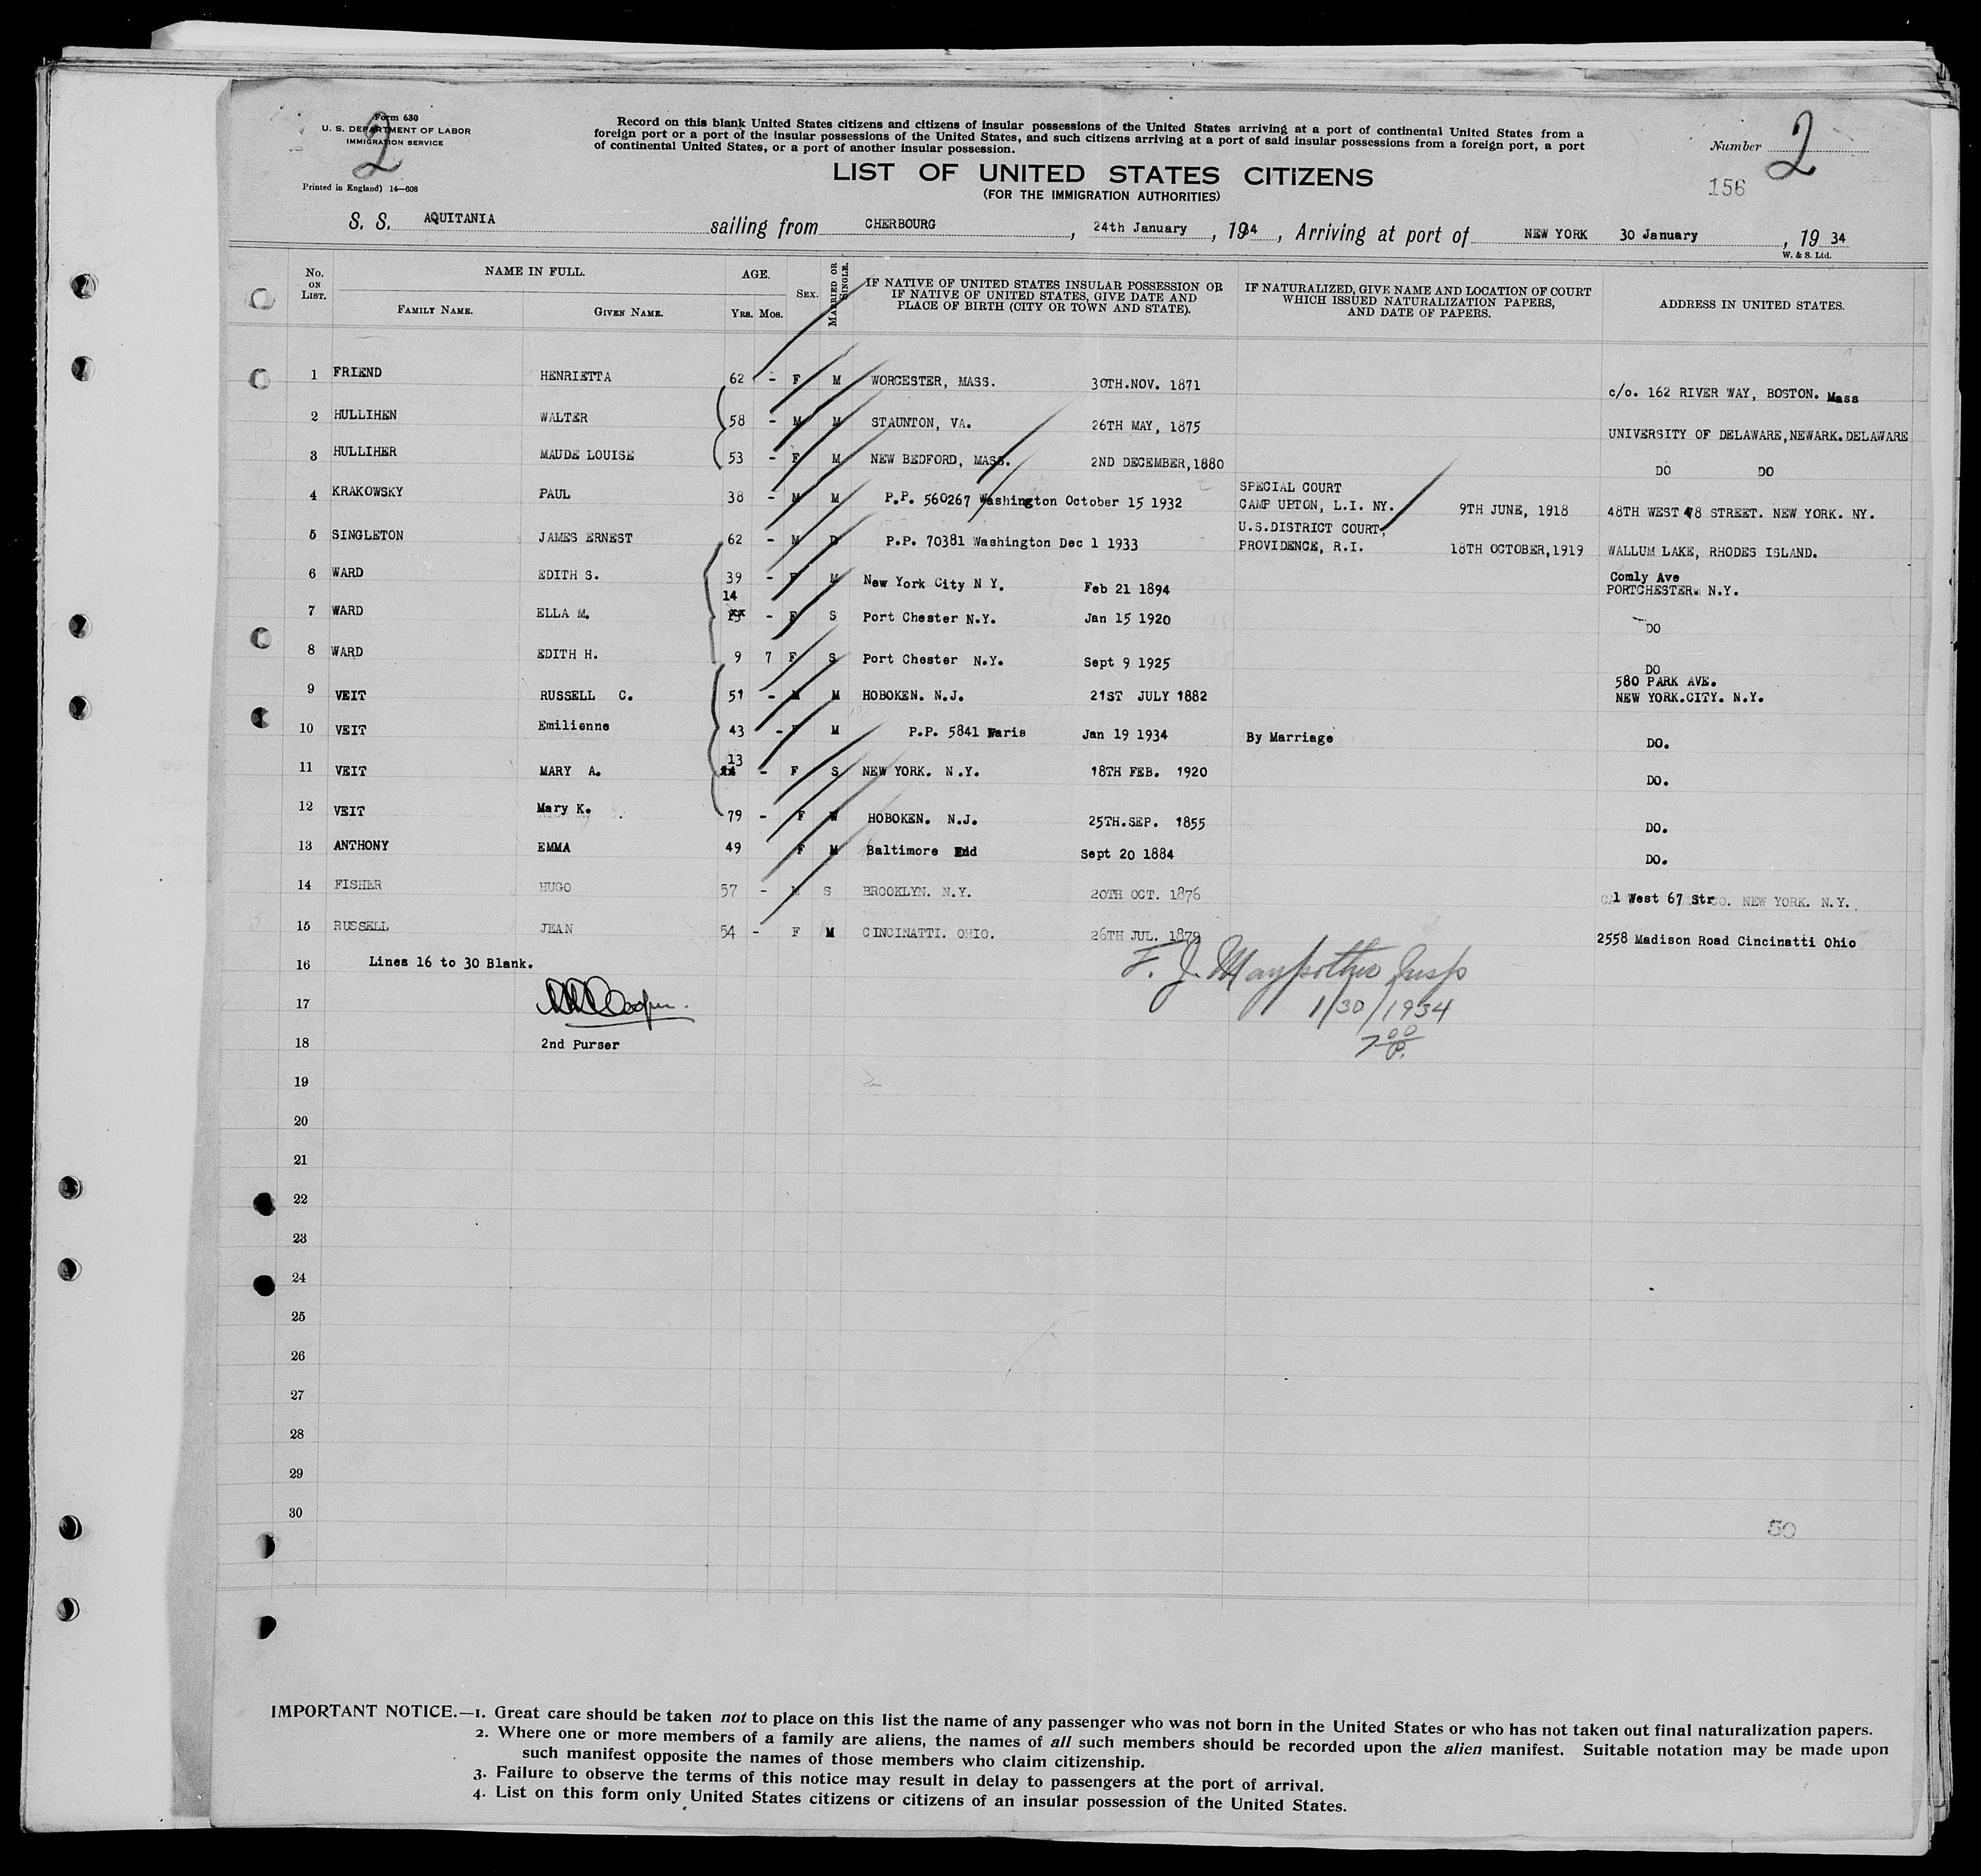 Form 630
U. S. DEPARTMENT OF LABOR
IMMIGRATION SERVICE
2
Printed in England) 14—608
Record on this blank United States citizens and citizens of insular possessions of the United States arriving at a port of continental United States from a
foreign port or a port of the insular possessions of the United States, and such citizens arriving at a port of said insular possessions from a foreign port, a port
of continental United States, or a port of another insular possession.
LIST OF UNITED STATES CITIZENS
(FOR THE IMMIGRATION AUTHORITIES)
Number 2
156
S. S. AQUITANIA sailing from CHERBOURG, 24th January, 1934, Arriving at port of NEW YORK 30 January, 19 34
W. & S. Ltd.
No. ON LIST. NAME IN FULL. AGE. SEX. MARRIED OR SINGLE. IF NATIVE OF UNITED STATES INSULAR POSSESSION OR IF NATIVE OF UNITED STATES, GIVE DATE AND PLACE OF BIRTH (CITY OR TOWN AND STATE). IF NATURALIZED, GIVE NAME AND LOCATION OF COURT WHICH ISSUED NATURALIZATION PAPERS, AND DATE OF PAPERS. ADDRESS IN UNITED STATES.
FAMILY NAME. GIVEN NAME. YRS. MOS.
1 FRIEND HENRIETTA 62 - F M WORCESTER, MASS. 30TH.NOV. 1871 c/o. 162 RIVER WAY, BOSTON. Mass
2 HULLIHEN WALTER 58 - M M STAUNTON, VA. 26TH MAY, 1875 UNIVERSITY OF DELAWARE,NEWARK.DELAWARE
3 HULLIHER MAUDE LOUISE 53 - F M NEW BEDFORD, MASS. 2ND DECEMBER,1880 DO DO
4 KRAKOWSKY PAUL 38 - M M P.P. 560267 Washington October 15 1932 SPECIAL COURT CAMP UPTON, L.I. NY. 9TH JUNE, 1918 48TH WEST 48 STREET. NEW YORK. NY.
5 SINGLETON JAMES ERNEST 62 - M D P.P. 70381 Washington Dec 1 1933 U.S.DISTRICT COURT, PROVIDENCE, R.I. 18TH OCTOBER,1919 WALLUM LAKE, RHODES ISLAND.
6 WARD EDITH S. 39 - F M New York City N Y. Feb 21 1894 Comly Ave PORTCHESTER. N.Y.
7 WARD ELLA M. 14 - F S Port Chester N.Y. Jan 15 1920 DO
8 WARD EDITH H. 9 7 F S Port Chester N.Y. Sept 9 1925 DO
9 VEIT RUSSELL C. 51 - M M HOBOKEN. N.J. 21ST JULY 1882 580 PARK AVE. NEW YORK.CITY. N.Y.
10 VEIT Emilienne 43 - F M P.P. 5841 Paris Jan 19 1934 By Marriage DO.
11 VEIT MARY A. 13 - F S NEW YORK. N.Y. 18TH FEB. 1920 DO.
12 VEIT Mary K. 79 - F W HOBOKEN. N.J. 25TH.SEP. 1855 DO.
13 ANTHONY EMMA 49 F M Baltimore Md Sept 20 1884 DO.
14 FISHER HUGO 57 - M S BROOKLYN. N.Y. 20TH OCT. 1876 1 West 67 Str NEW YORK. N.Y.
15 RUSSELL JEAN 54 - F M CINCINATTI. OHIO. 26TH JUL. 1879 2558 Madison Road Cincinatti Ohio
16 Lines 16 to 30 Blank.
F. J. Insp
1/30/1934
7 00 P.
17 Cooper.
18 2nd Purser
19
20
21
22
23
24
25
26
27
28
29
30
50
IMPORTANT NOTICE.—1. Great care should be taken not to place on this list the name of any passenger who was not born in the United States or who has not taken out final naturalization papers.
2. Where one or more members of a family are aliens, the names of all such members should be recorded upon the alien manifest. Suitable notation may be made upon
such manifest opposite the names of those members who claim citizenship.
3. Failure to observe the terms of this notice may result in delay to passengers at the port of arrival.
4. List on this form only United States citizens or citizens of an insular possession of the United States.